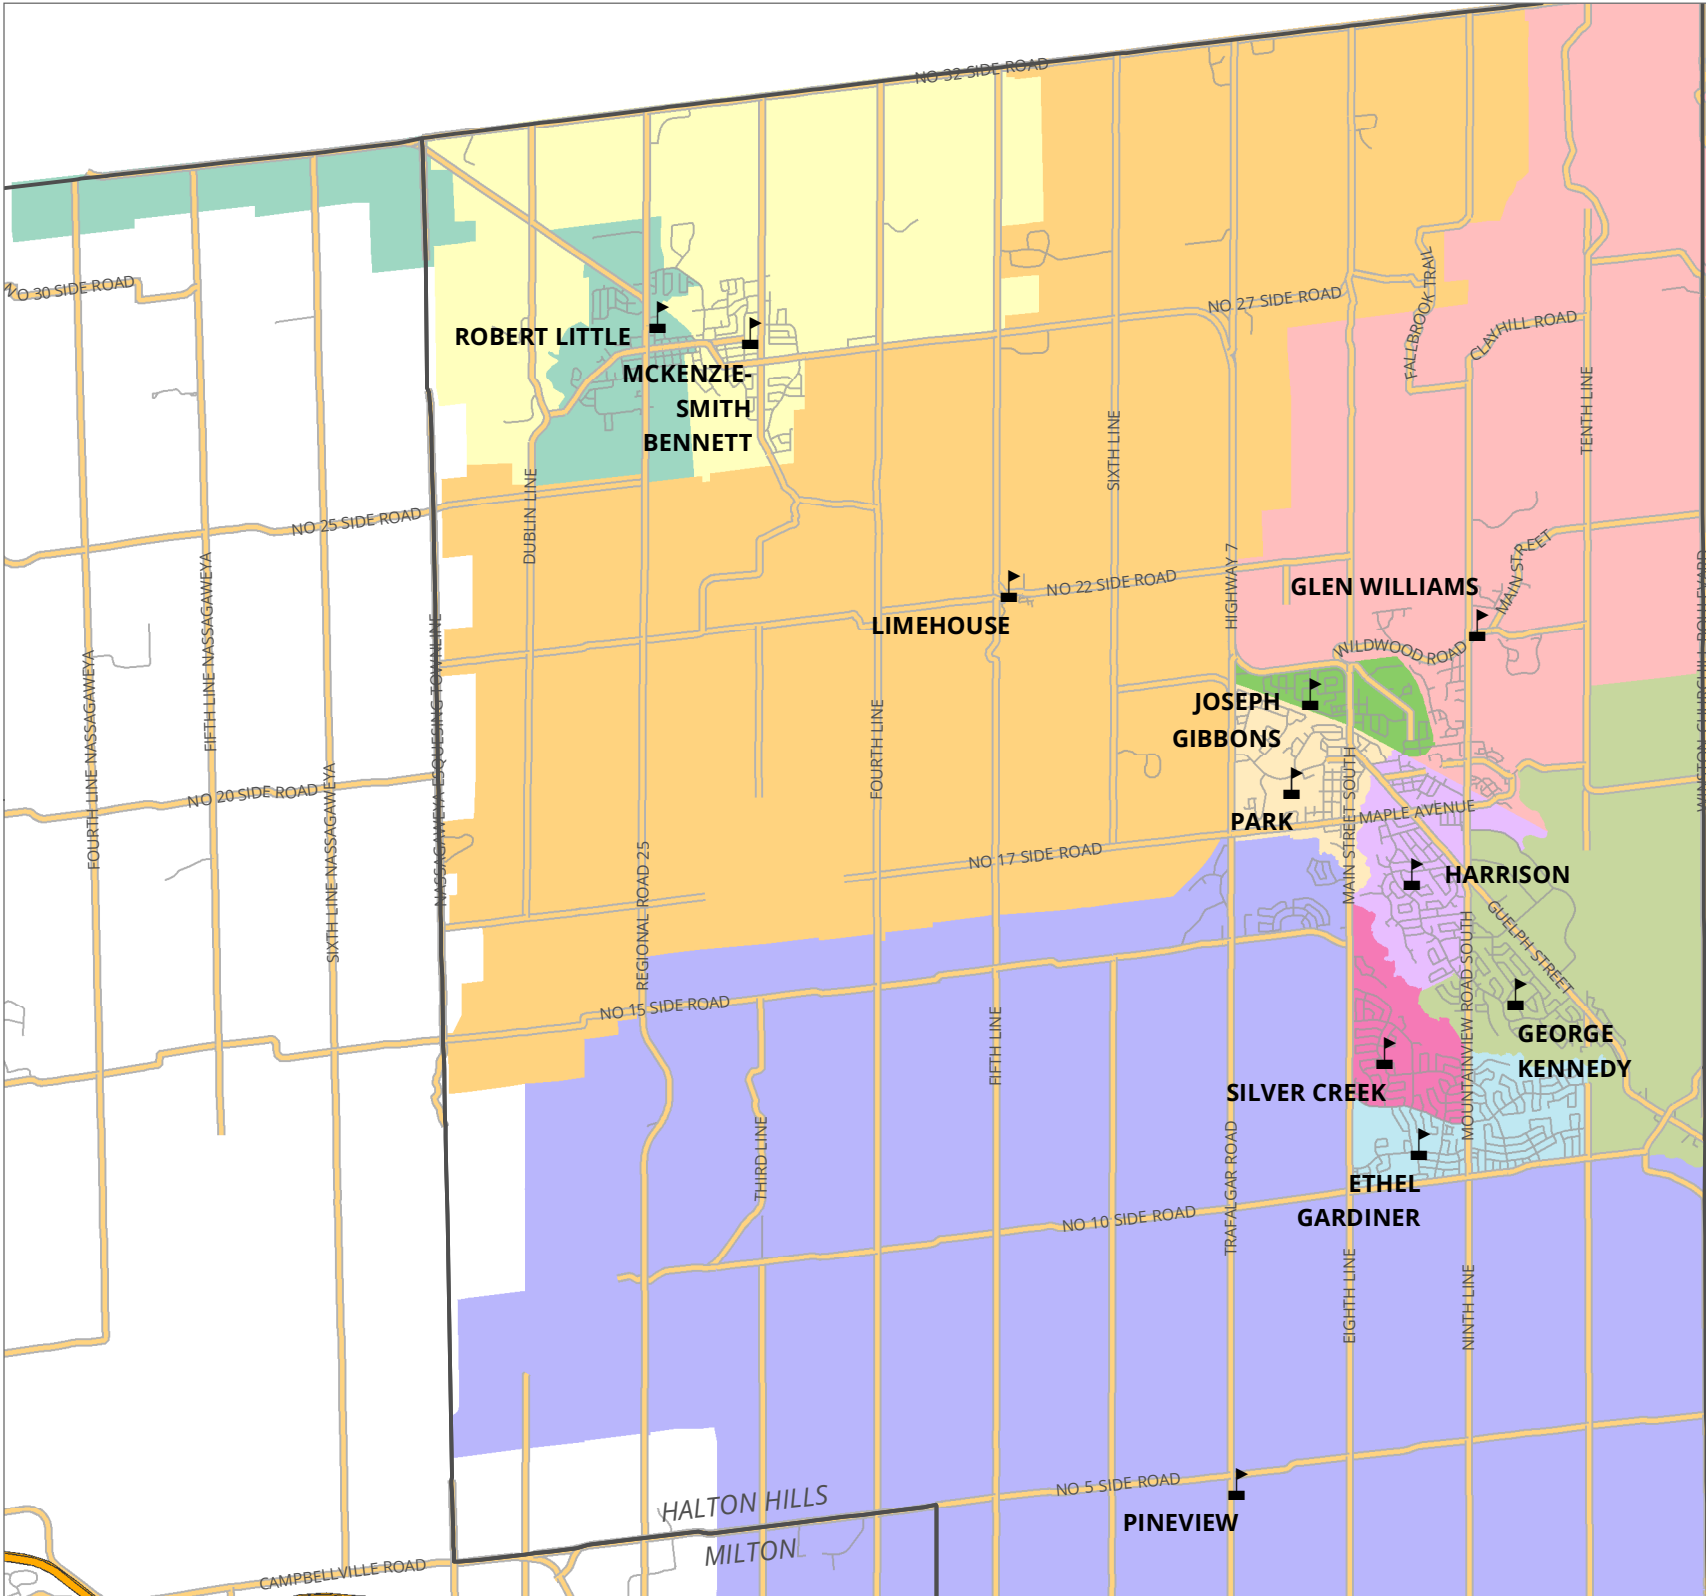 NO 32 SIDE ROAD
NO 30 SIDE ROAD
NO 27 SIDE ROAD
FALLBROOK TRAIL
CLAYHILL ROAD
ROBERT LITTLE
MCKENZIE-
SMITH
BENNETT
TENTH LINE
SIXTH LINE
NO 25 SIDE ROAD
DUBLIN LINE
MAIN STREET
HIGHWAY 7
NO 22 SIDE ROAD
GLEN WILLIAMS
LIMEHOUSE
WILDWOOD ROAD
FOURTH LINE NASSAGAWEYA
FIFTH LINE NASSAGAWEYA
SIXTH LINE NASSAGAWEYA
NASSAGAWEYA-ESQUESING TOWNLINE
WINSTON CHURCHILL BOULEVARD
JOSEPH
GIBBONS
FOURTH LINE
NO 20 SIDE ROAD
PARK
MAIN STREET SOUTH
MAPLE AVENUE
NO 17 SIDE ROAD
HARRISON
REGIONAL ROAD 25
GUELPH STREET
MOUNTAINVIEW ROAD SOUTH
NO 15 SIDE ROAD
FIFTH LINE
GEORGE
KENNEDY
SILVER CREEK
THIRD LINE
TRAFALGAR ROAD
ETHEL
GARDINER
NO 10 SIDE ROAD
EIGHTH LINE
NINTH LINE
NO 5 SIDE ROAD
HALTON HILLS
PINEVIEW
MILTON
CAMPBELLVILLE ROAD